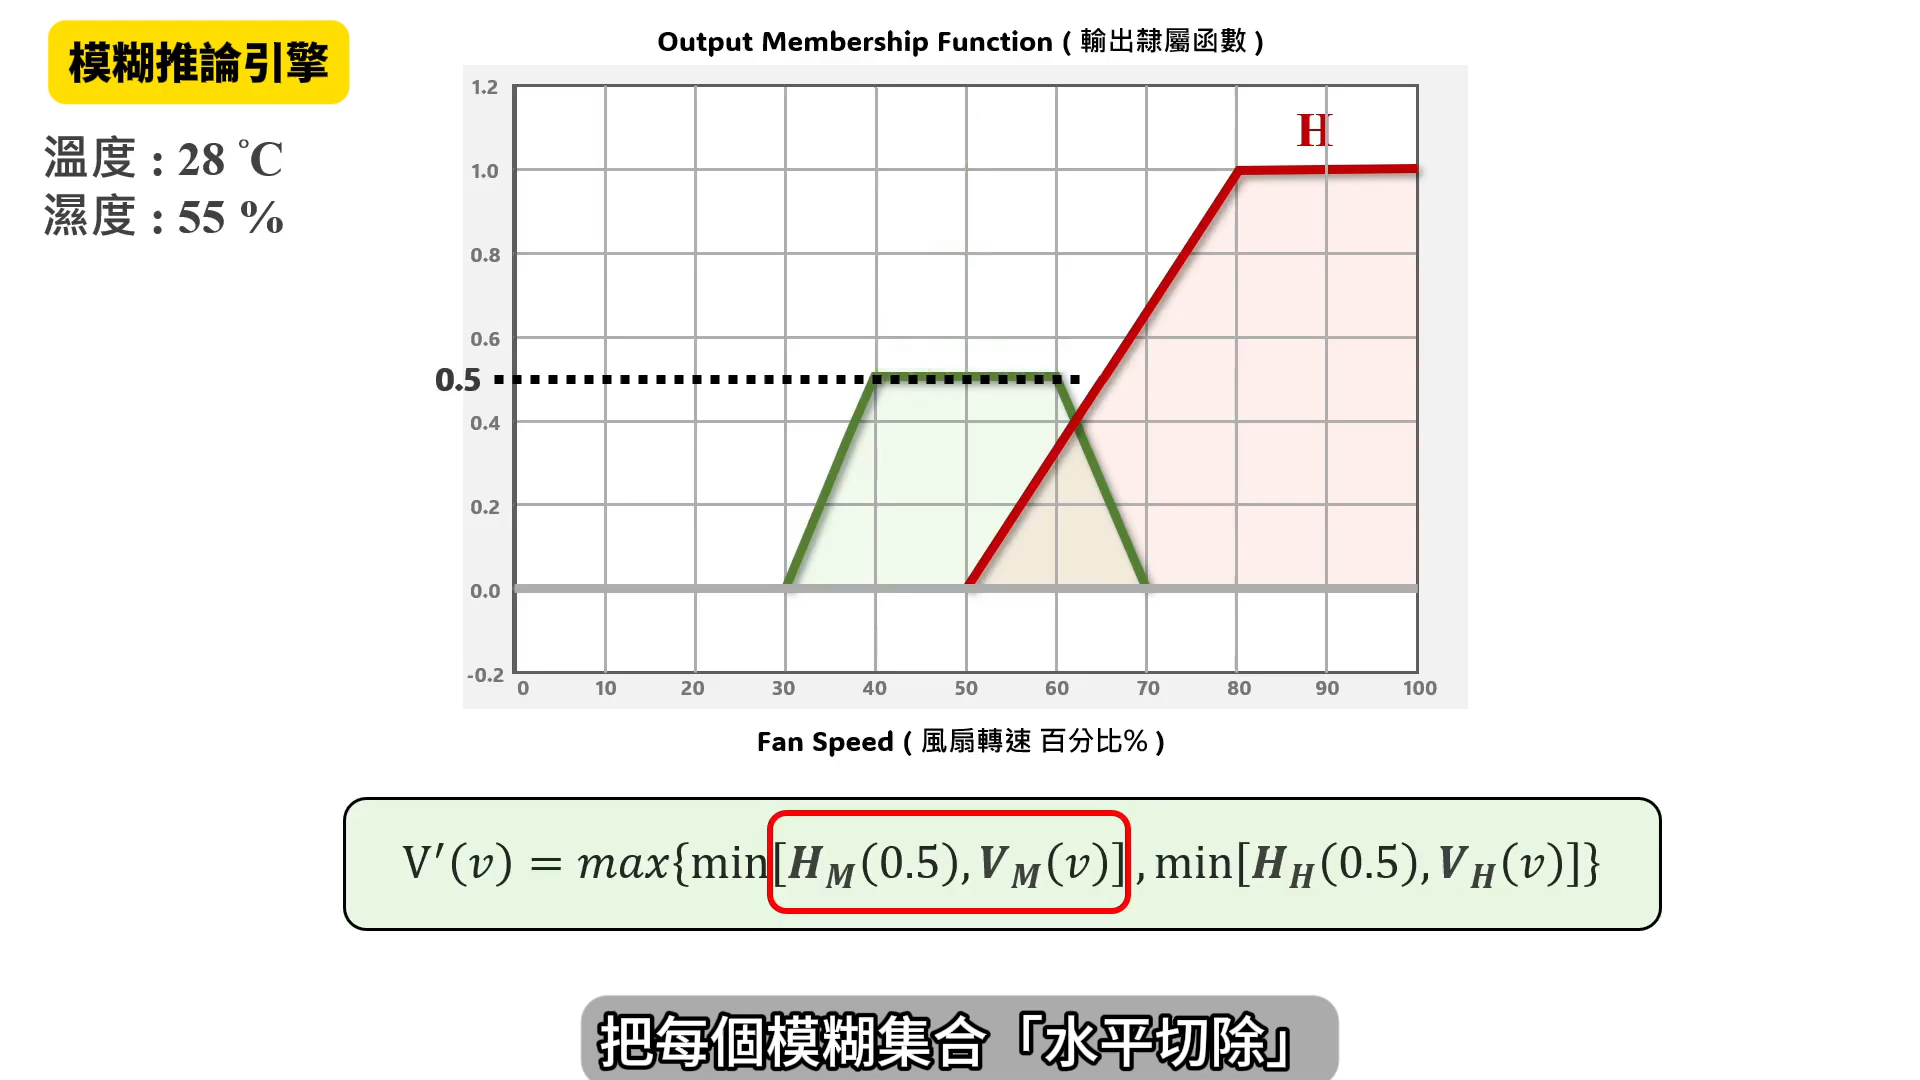 模糊推論引擎
溫度 : 28 °C
濕度 : 55 %
Output Membership Function ( 輸出隸屬函數 )
1.2
1.0
0.8
0.6
0.5
0.4
0.2
0.0
-0.2
H
0 10 20 30 40 50 60 70 80 90 100
Fan Speed ( 風扇轉速 百分比% )
V′(v) = max{min[H_M(0.5), V_M(v)], min[H_H(0.5), V_H(v)]}
把每個模糊集合「水平切除」